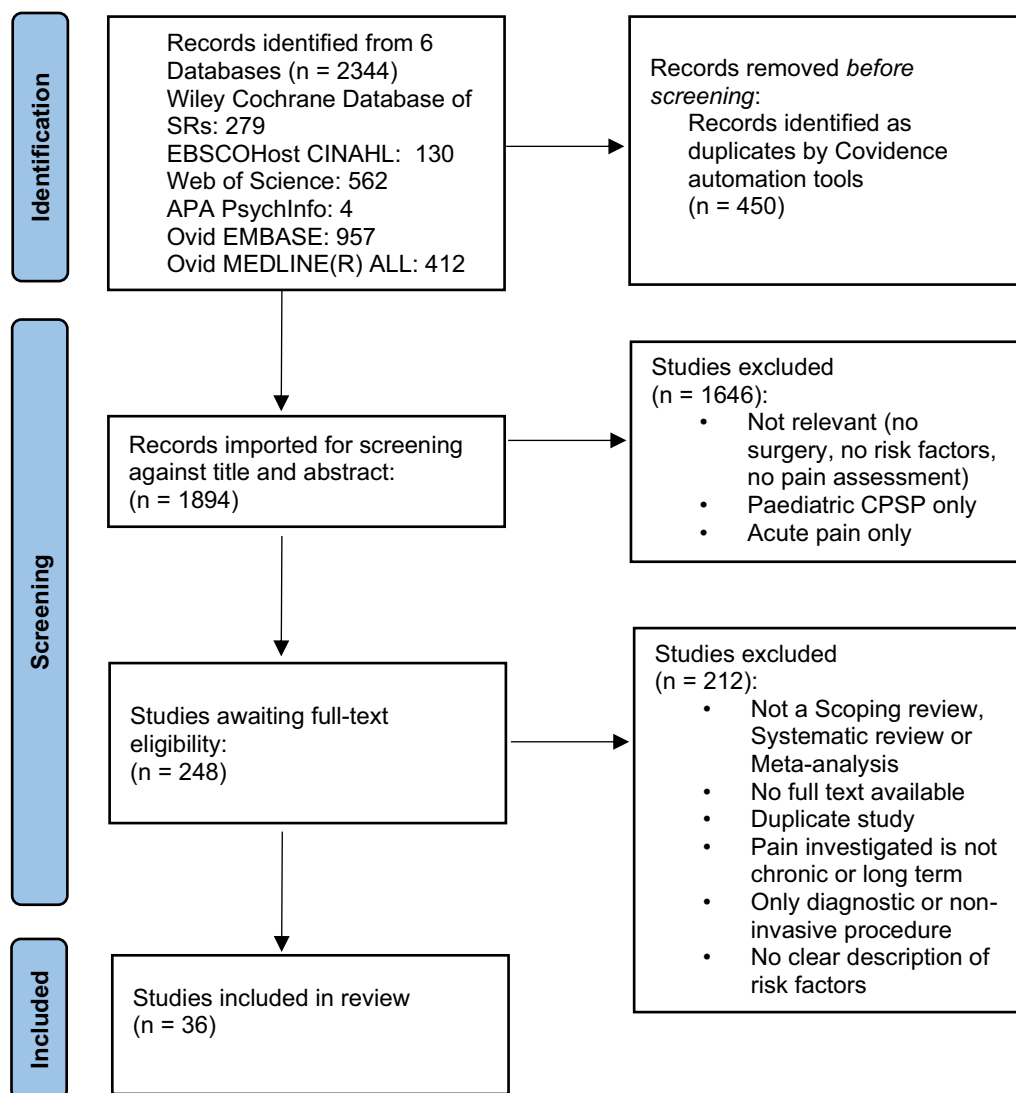 Identification
Records identified from 6
Databases (n = 2344)
Wiley Cochrane Database of
SRs: 279
EBSCOHost CINAHL: 130
Web of Science: 562
APA PsychInfo: 4
Ovid EMBASE: 957
Ovid MEDLINE(R) ALL: 412
Records removed before
screening:
Records identified as
duplicates by Covidence
automation tools
(n = 450)
Screening
Records imported for screening
against title and abstract:
(n = 1894)
Studies excluded
(n = 1646):
• Not relevant (no
surgery, no risk factors,
no pain assessment)
• Paediatric CPSP only
• Acute pain only
Studies awaiting full-text
eligibility:
(n = 248)
Studies excluded
(n = 212):
• Not a Scoping review,
Systematic review or
Meta-analysis
• No full text available
• Duplicate study
• Pain investigated is not
chronic or long term
• Only diagnostic or non-
invasive procedure
• No clear description of
risk factors
Included
Studies included in review
(n = 36)